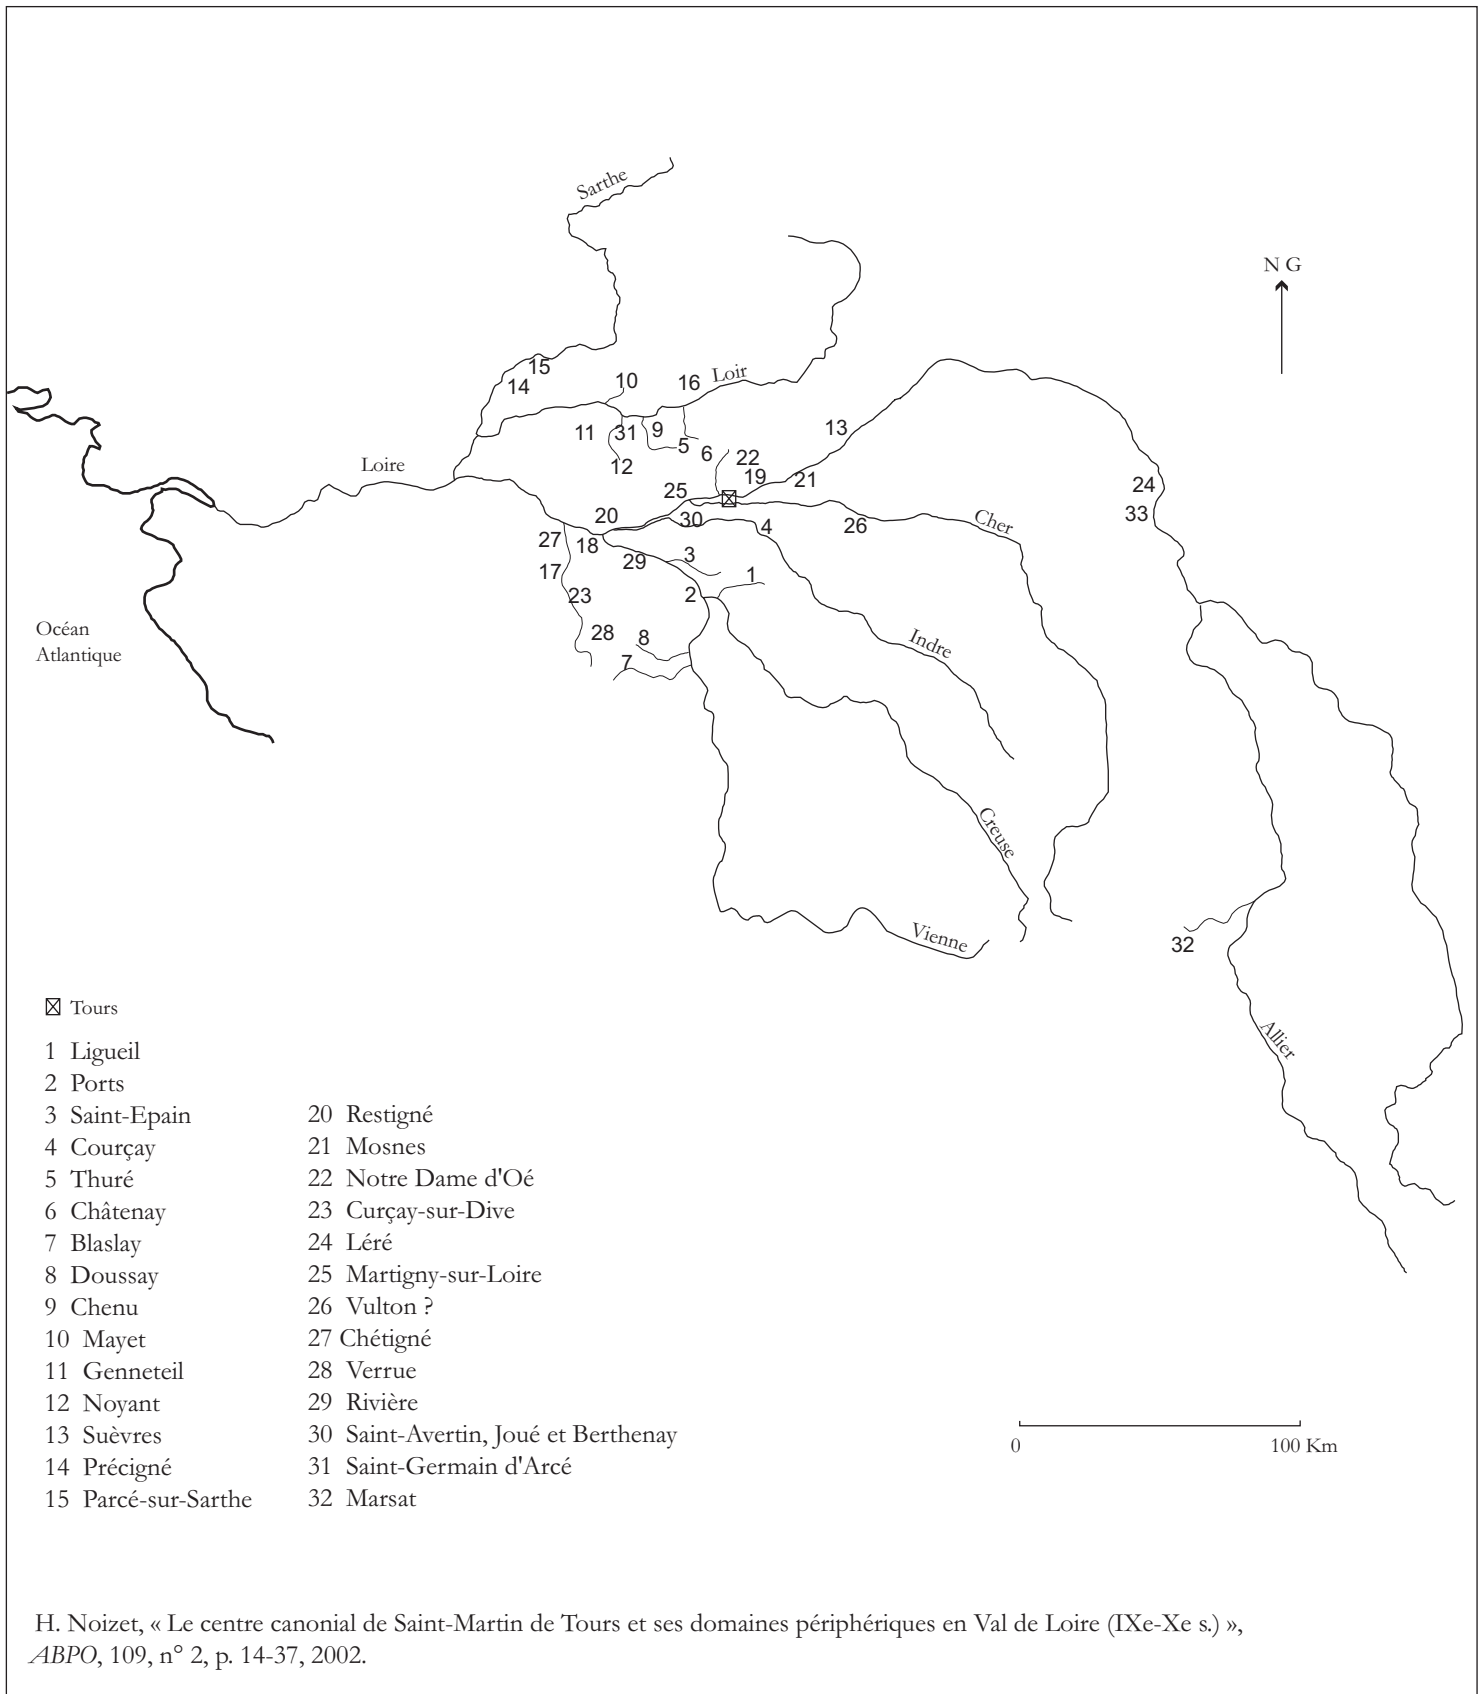 Sarthe
N G
15
14
10
16
Loir
11
31
9
5
6
12
13
22
19
21
Loire
25
20
30
4
26
Cher
24
33
27
18
29
3
17
1
23
2
28
8
7
Indre
Océan
Atlantique
Creuse
Vienne
32
Allier
Tours
1 Ligueil
2 Ports
3 Saint-Epain
4 Courçay
5 Thuré
6 Châtenay
7 Blaslay
8 Doussay
9 Chenu
10 Mayet
11 Genneteil
12 Noyant
13 Suèvres
14 Précigné
15 Parcé-sur-Sarthe
20 Restigné
21 Mosnes
22 Notre Dame d'Oé
23 Curçay-sur-Dive
24 Léré
25 Martigny-sur-Loire
26 Vulton ?
27 Chétigné
28 Verrue
29 Rivière
30 Saint-Avertin, Joué et Berthenay
31 Saint-Germain d'Arcé
32 Marsat
0 100 Km
H. Noizet, « Le centre canonial de Saint-Martin de Tours et ses domaines périphériques en Val de Loire (IXe-Xe s.) »,
ABPO, 109, n° 2, p. 14-37, 2002.